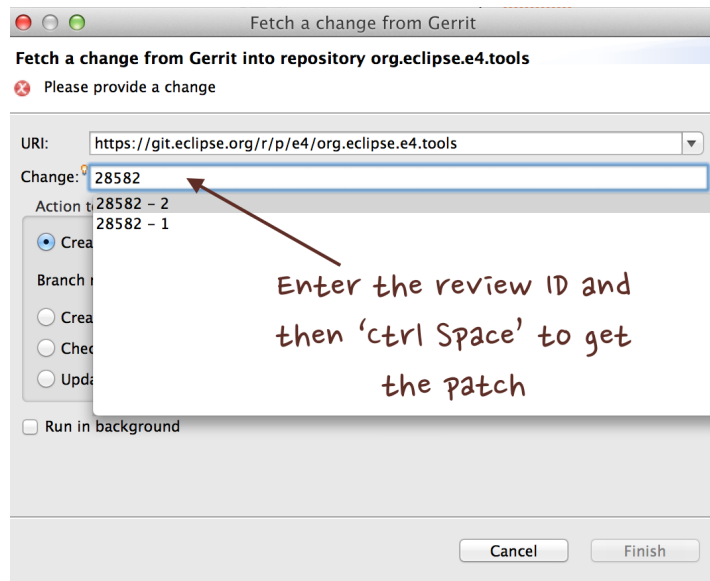 Fetch a change from Gerrit
Fetch a change from Gerrit into repository org.eclipse.e4.tools
Please provide a change
URI: https://git.eclipse.org/r/p/e4/org.eclipse.e4.tools
Change: 28582
Action
28582 – 2
28582 – 1
Branch
Enter the review ID and
then ‘ctrl Space’ to get
the patch
Run in background
Cancel Finish